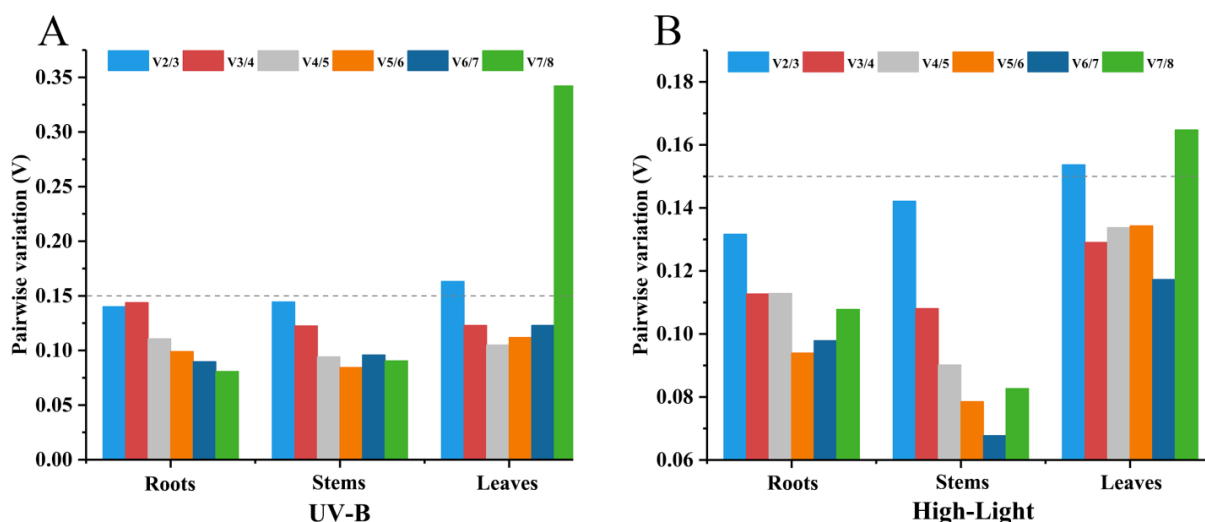 A
V2/3 V3/4 V4/5 V5/6 V6/7 V7/8
Pairwise variation (V)
0.35
0.30
0.25
0.20
0.15
0.10
0.05
0.00
Roots Stems Leaves
UV-B
B
V2/3 V3/4 V4/5 V5/6 V6/7 V7/8
Pairwise variation (V)
0.18
0.16
0.14
0.12
0.10
0.08
0.06
Roots Stems Leaves
High-Light